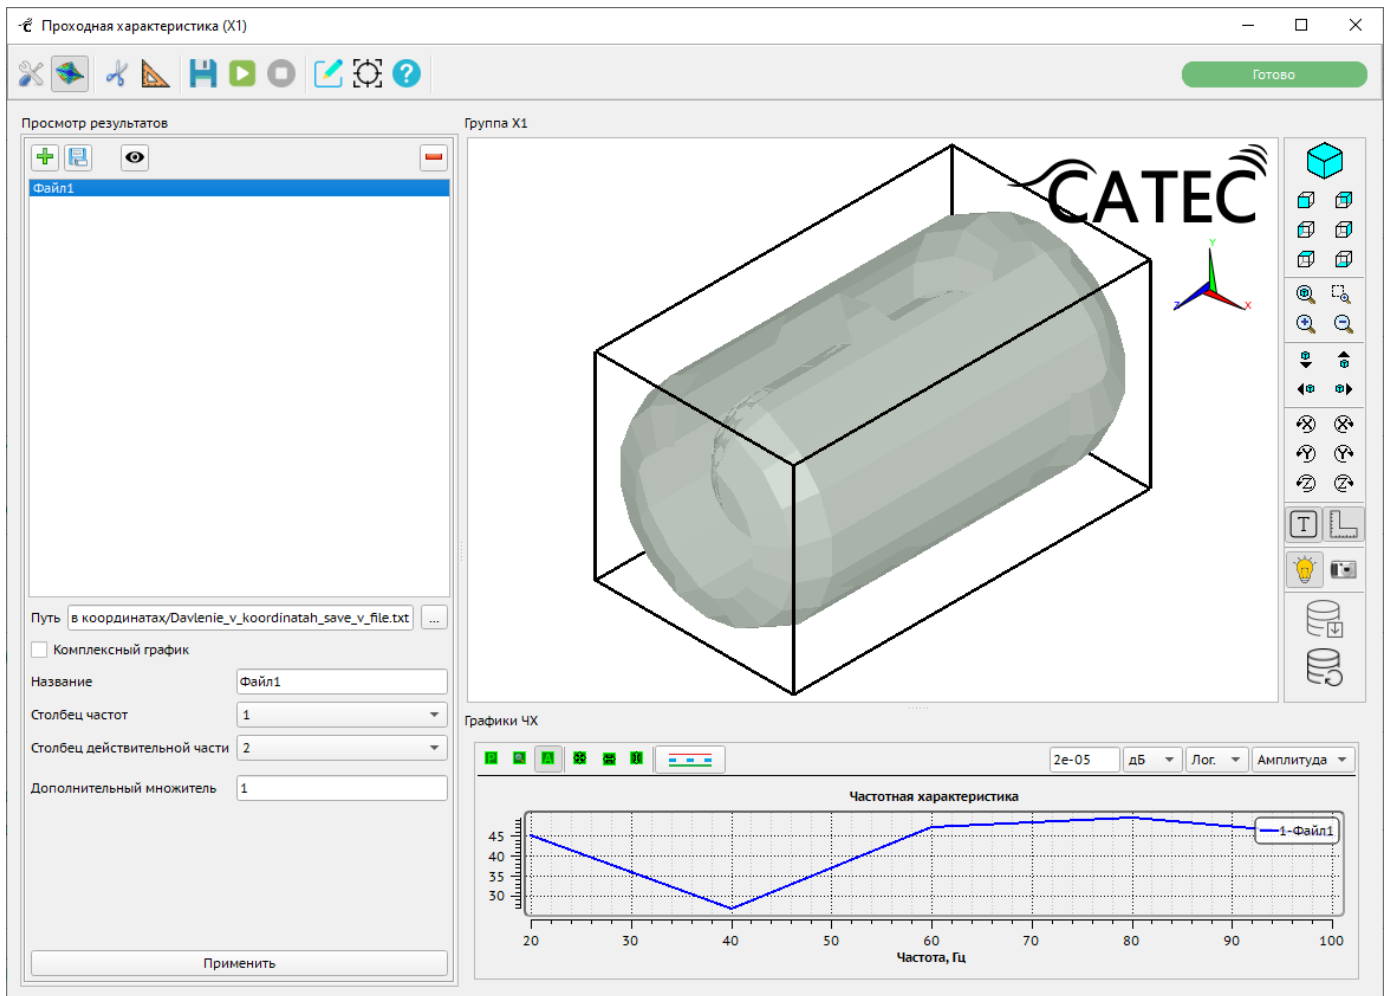 Проходная характеристика (X1)
Готово
Просмотр результатов
Файл1
Путь в координатах/Davlenie_v_koordinatah_save_v_file.txt ...
Комплексный график
Название Файл1
Столбец частот 1
Столбец действительной части 2
Дополнительный множитель 1
Применить
Группа X1
CATEC
Y
Z
X
X X
Y Y
Z Z
T
Графики ЧХ
P A 2e-05 дБ Лог. Амплитуда
Частотная характеристика
1-Файл1
45
40
35
30
20 30 40 50 60 70 80 90 100
Частота, Гц